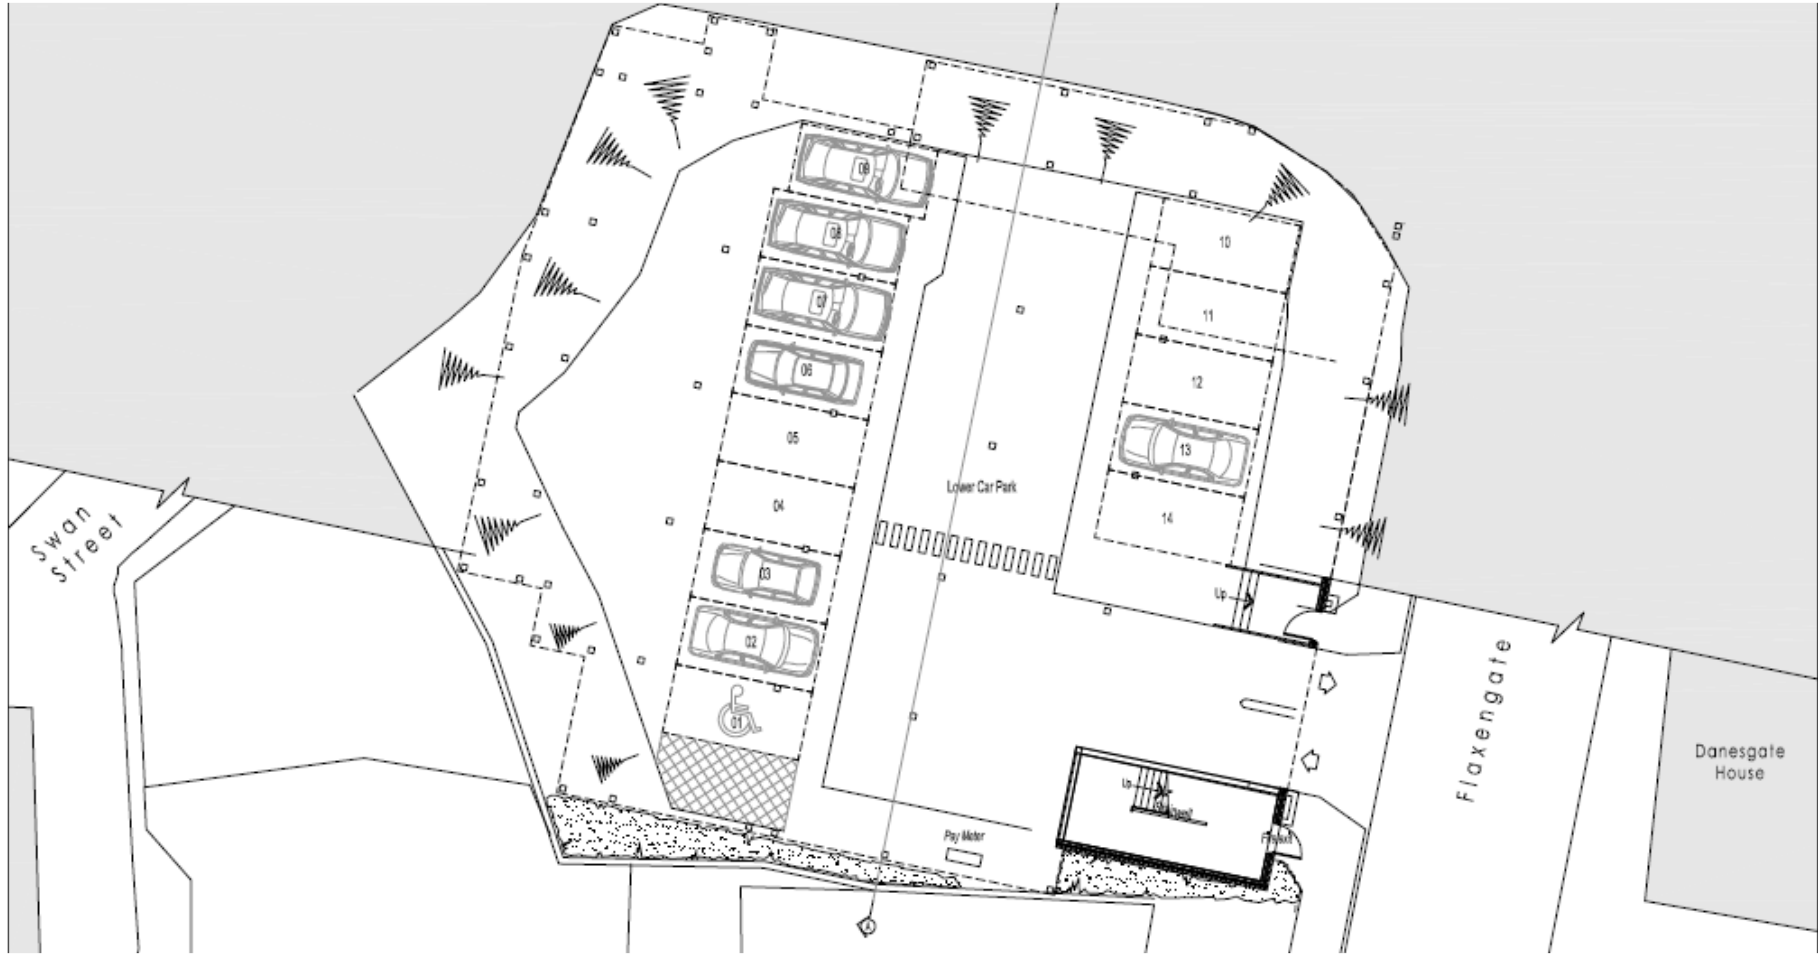 09
08
07
06
05
04
03
02
01
10
11
12
13
14
Lower Car Park
Swan
Street
Up
Up
Pay Meter
Flaxengate
Danesgate
House
A